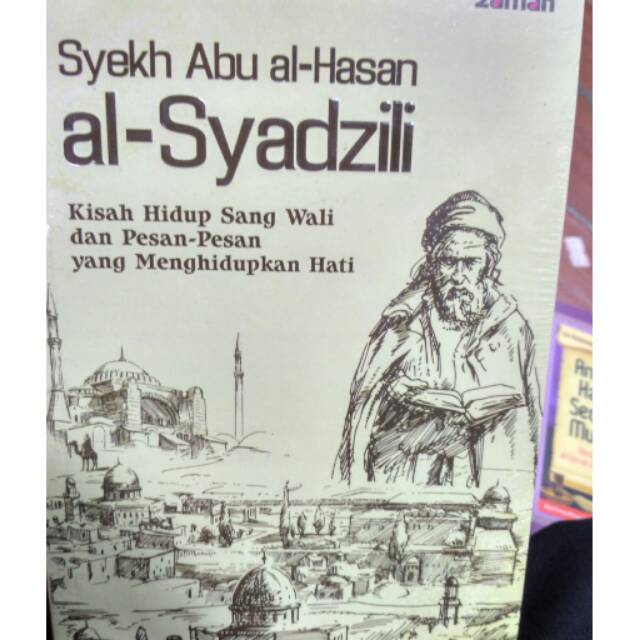 zaman
Syekh Abu al-Hasan
al-Syadzili
Kisah Hidup Sang Wali
dan Pesan-Pesan
yang Menghidupkan Hati